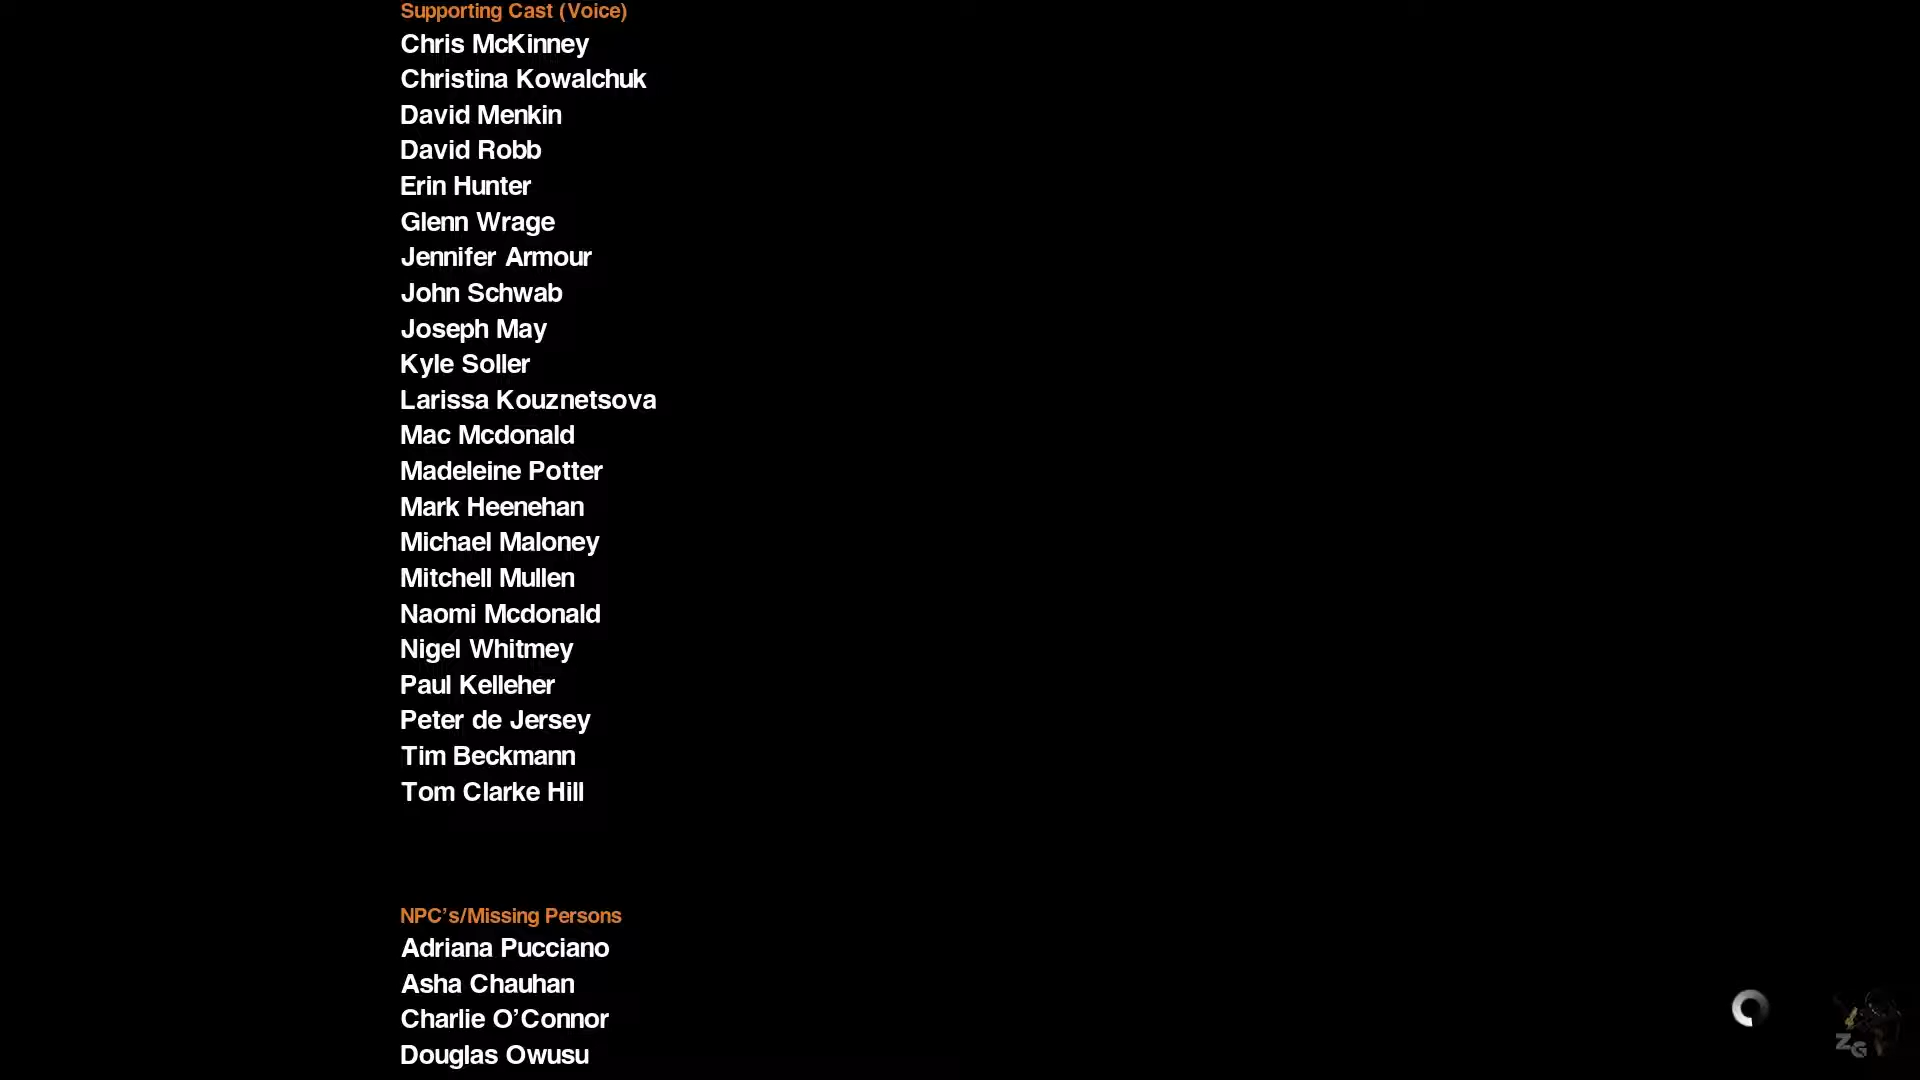 Supporting Cast (Voice)
Chris McKinney
Christina Kowalchuk
David Menkin
David Robb
Erin Hunter
Glenn Wrage
Jennifer Armour
John Schwab
Joseph May
Kyle Soller
Larissa Kouznetsova
Mac Mcdonald
Madeleine Potter
Mark Heenehan
Michael Maloney
Mitchell Mullen
Naomi Mcdonald
Nigel Whitmey
Paul Kelleher
Peter de Jersey
Tim Beckmann
Tom Clarke Hill
NPC’s/Missing Persons
Adriana Pucciano
Asha Chauhan
Charlie O’Connor
Douglas Owusu
ZG